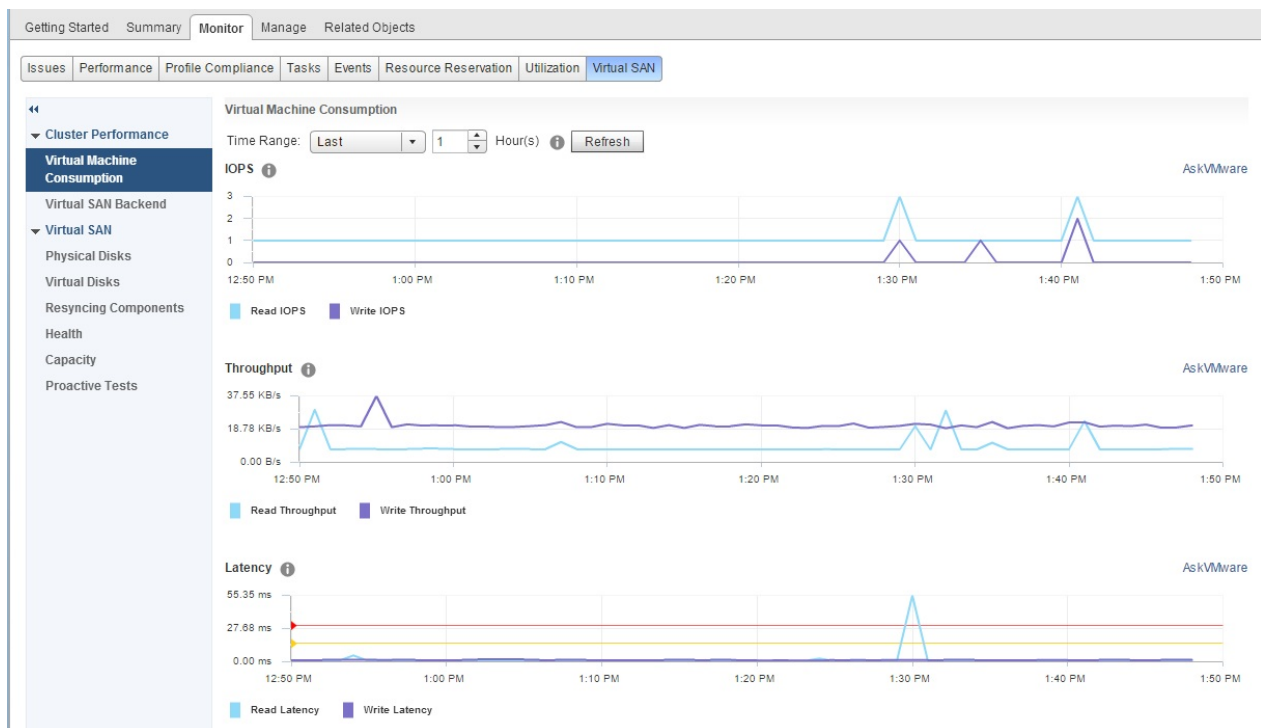 Getting Started Summary Monitor Manage Related Objects
Issues Performance Profile Compliance Tasks Events Resource Reservation Utilization Virtual SAN
Cluster Performance
Virtual Machine
Consumption
Virtual SAN Backend
Virtual SAN
Physical Disks
Virtual Disks
Resyncing Components
Health
Capacity
Proactive Tests
Virtual Machine Consumption
Time Range: Last 1 Hour(s) Refresh
IOPS AskVMware
3
2
1
0
12:50 PM 1:00 PM 1:10 PM 1:20 PM 1:30 PM 1:40 PM 1:50 PM
Read IOPS Write IOPS
Throughput AskVMware
37.55 KB/s
18.78 KB/s
0.00 B/s
12:50 PM 1:00 PM 1:10 PM 1:20 PM 1:30 PM 1:40 PM 1:50 PM
Read Throughput Write Throughput
Latency AskVMware
55.35 ms
27.68 ms
0.00 ms
12:50 PM 1:00 PM 1:10 PM 1:20 PM 1:30 PM 1:40 PM 1:50 PM
Read Latency Write Latency